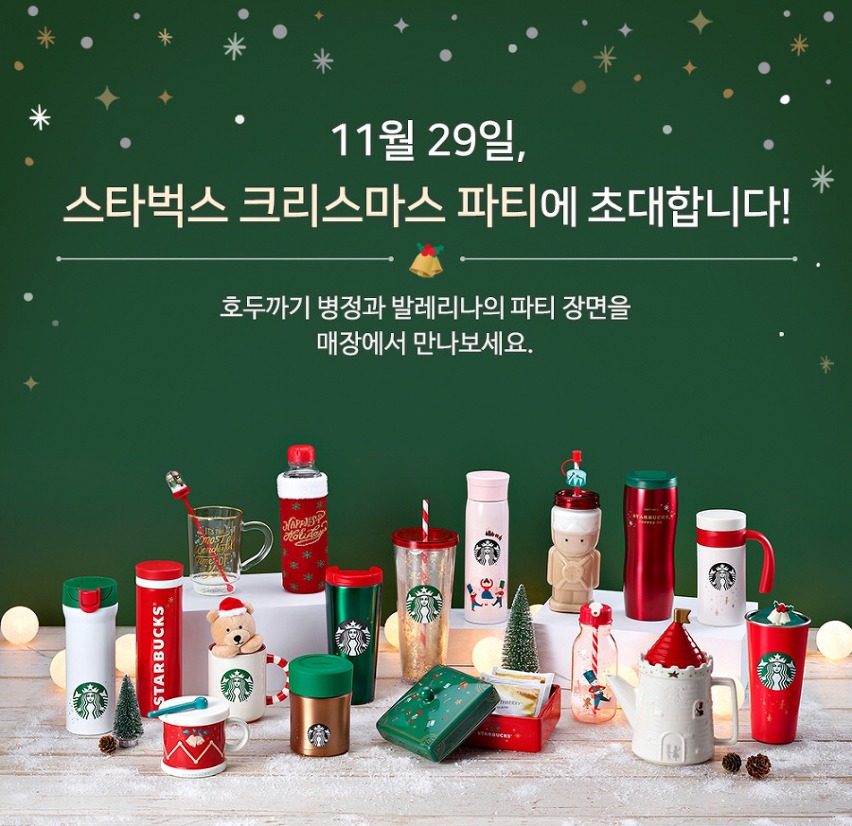 11월 29일,
스타벅스 크리스마스 파티에 초대합니다!
호두까기 병정과 발레리나의 파티 장면을
매장에서 만나보세요.
HAPPIEST
Holidays
STARBUCKS
STARBUCKS
STARBUCKS